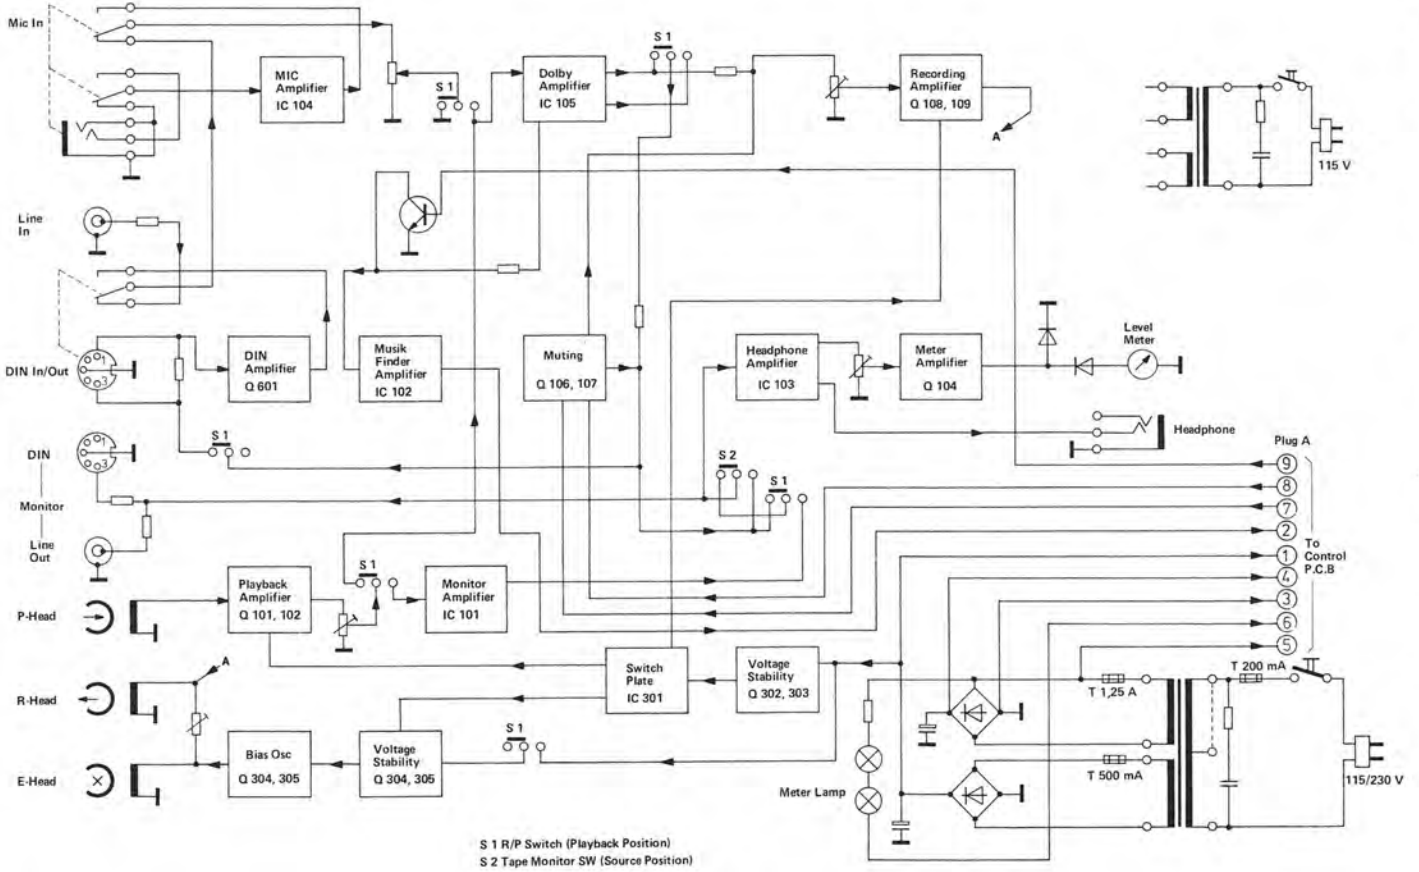 Mic In
MIC
Amplifier
IC 104
S 1
Dolby
Amplifier
IC 105
S 1
Recording
Amplifier
Q 108, 109
A
115 V
Line
In
DIN In/Out
1
3
DIN
Amplifier
Q 601
Musik
Finder
Amplifier
IC 102
Muting
Q 106, 107
Headphone
Amplifier
IC 103
Meter
Amplifier
Q 104
Level
Meter
Headphone
DIN
1
3
Monitor
Line
Out
S 1
S 2
S 1
Plug A
9
8
7
2
1
4
3
6
5
To
Control
P.C.B
P-Head
Playback
Amplifier
Q 101, 102
S 1
Monitor
Amplifier
IC 101
R-Head
A
Switch
Plate
IC 301
Voltage
Stability
Q 302, 303
T 1,25 A
T 200 mA
E-Head
Bias Osc
Q 304, 305
Voltage
Stability
Q 304, 305
S 1
Meter Lamp
T 500 mA
115/230 V
S 1 R/P Switch (Playback Position)
S 2 Tape Monitor SW (Source Position)